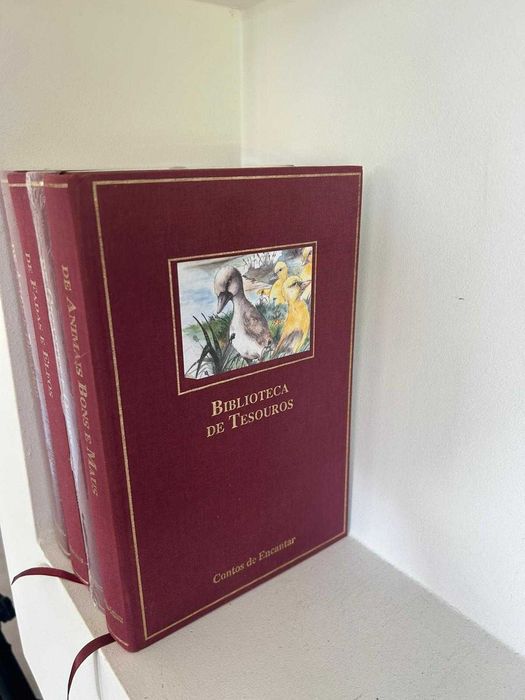 BIBLIOTECA
DE TESOUROS
Contos de Encantar
DE ANIMAIS BONS E MAUS
DE FADAS E ELFOS